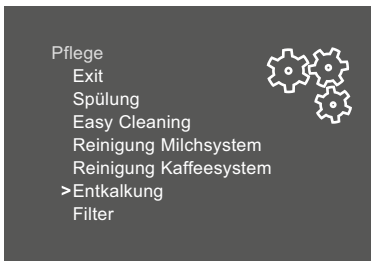 Pflege
Exit
Spülung
Easy Cleaning
Reinigung Milchsystem
Reinigung Kaffeesystem
>Entkalkung
Filter